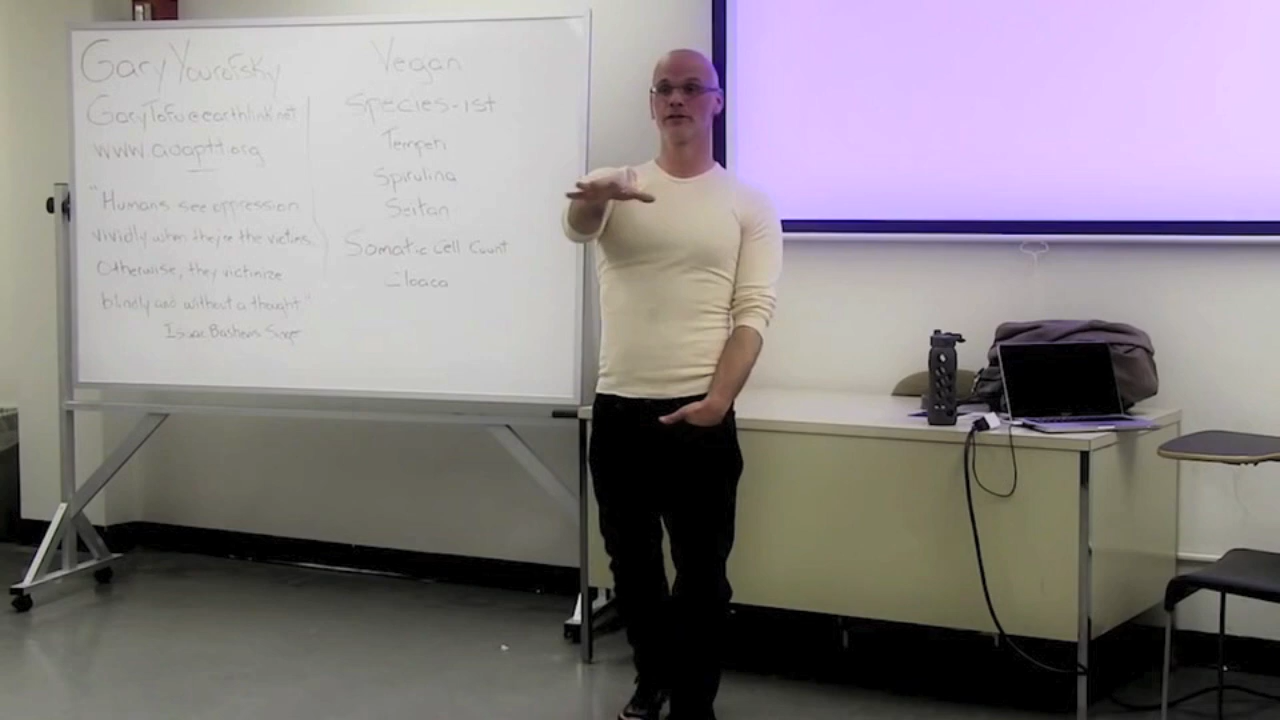 Gary Yourofsky
GaryTofu@earthlink.net
www.adaptt.org
"Humans see oppression
vividly when they're the victims.
Otherwise, they victimize
blindly and without a thought"
Isaac Bashevis Singer
Vegan
Species-ist
Tempeh
Spirulina
Seitan
Somatic Cell Count
Cloaca